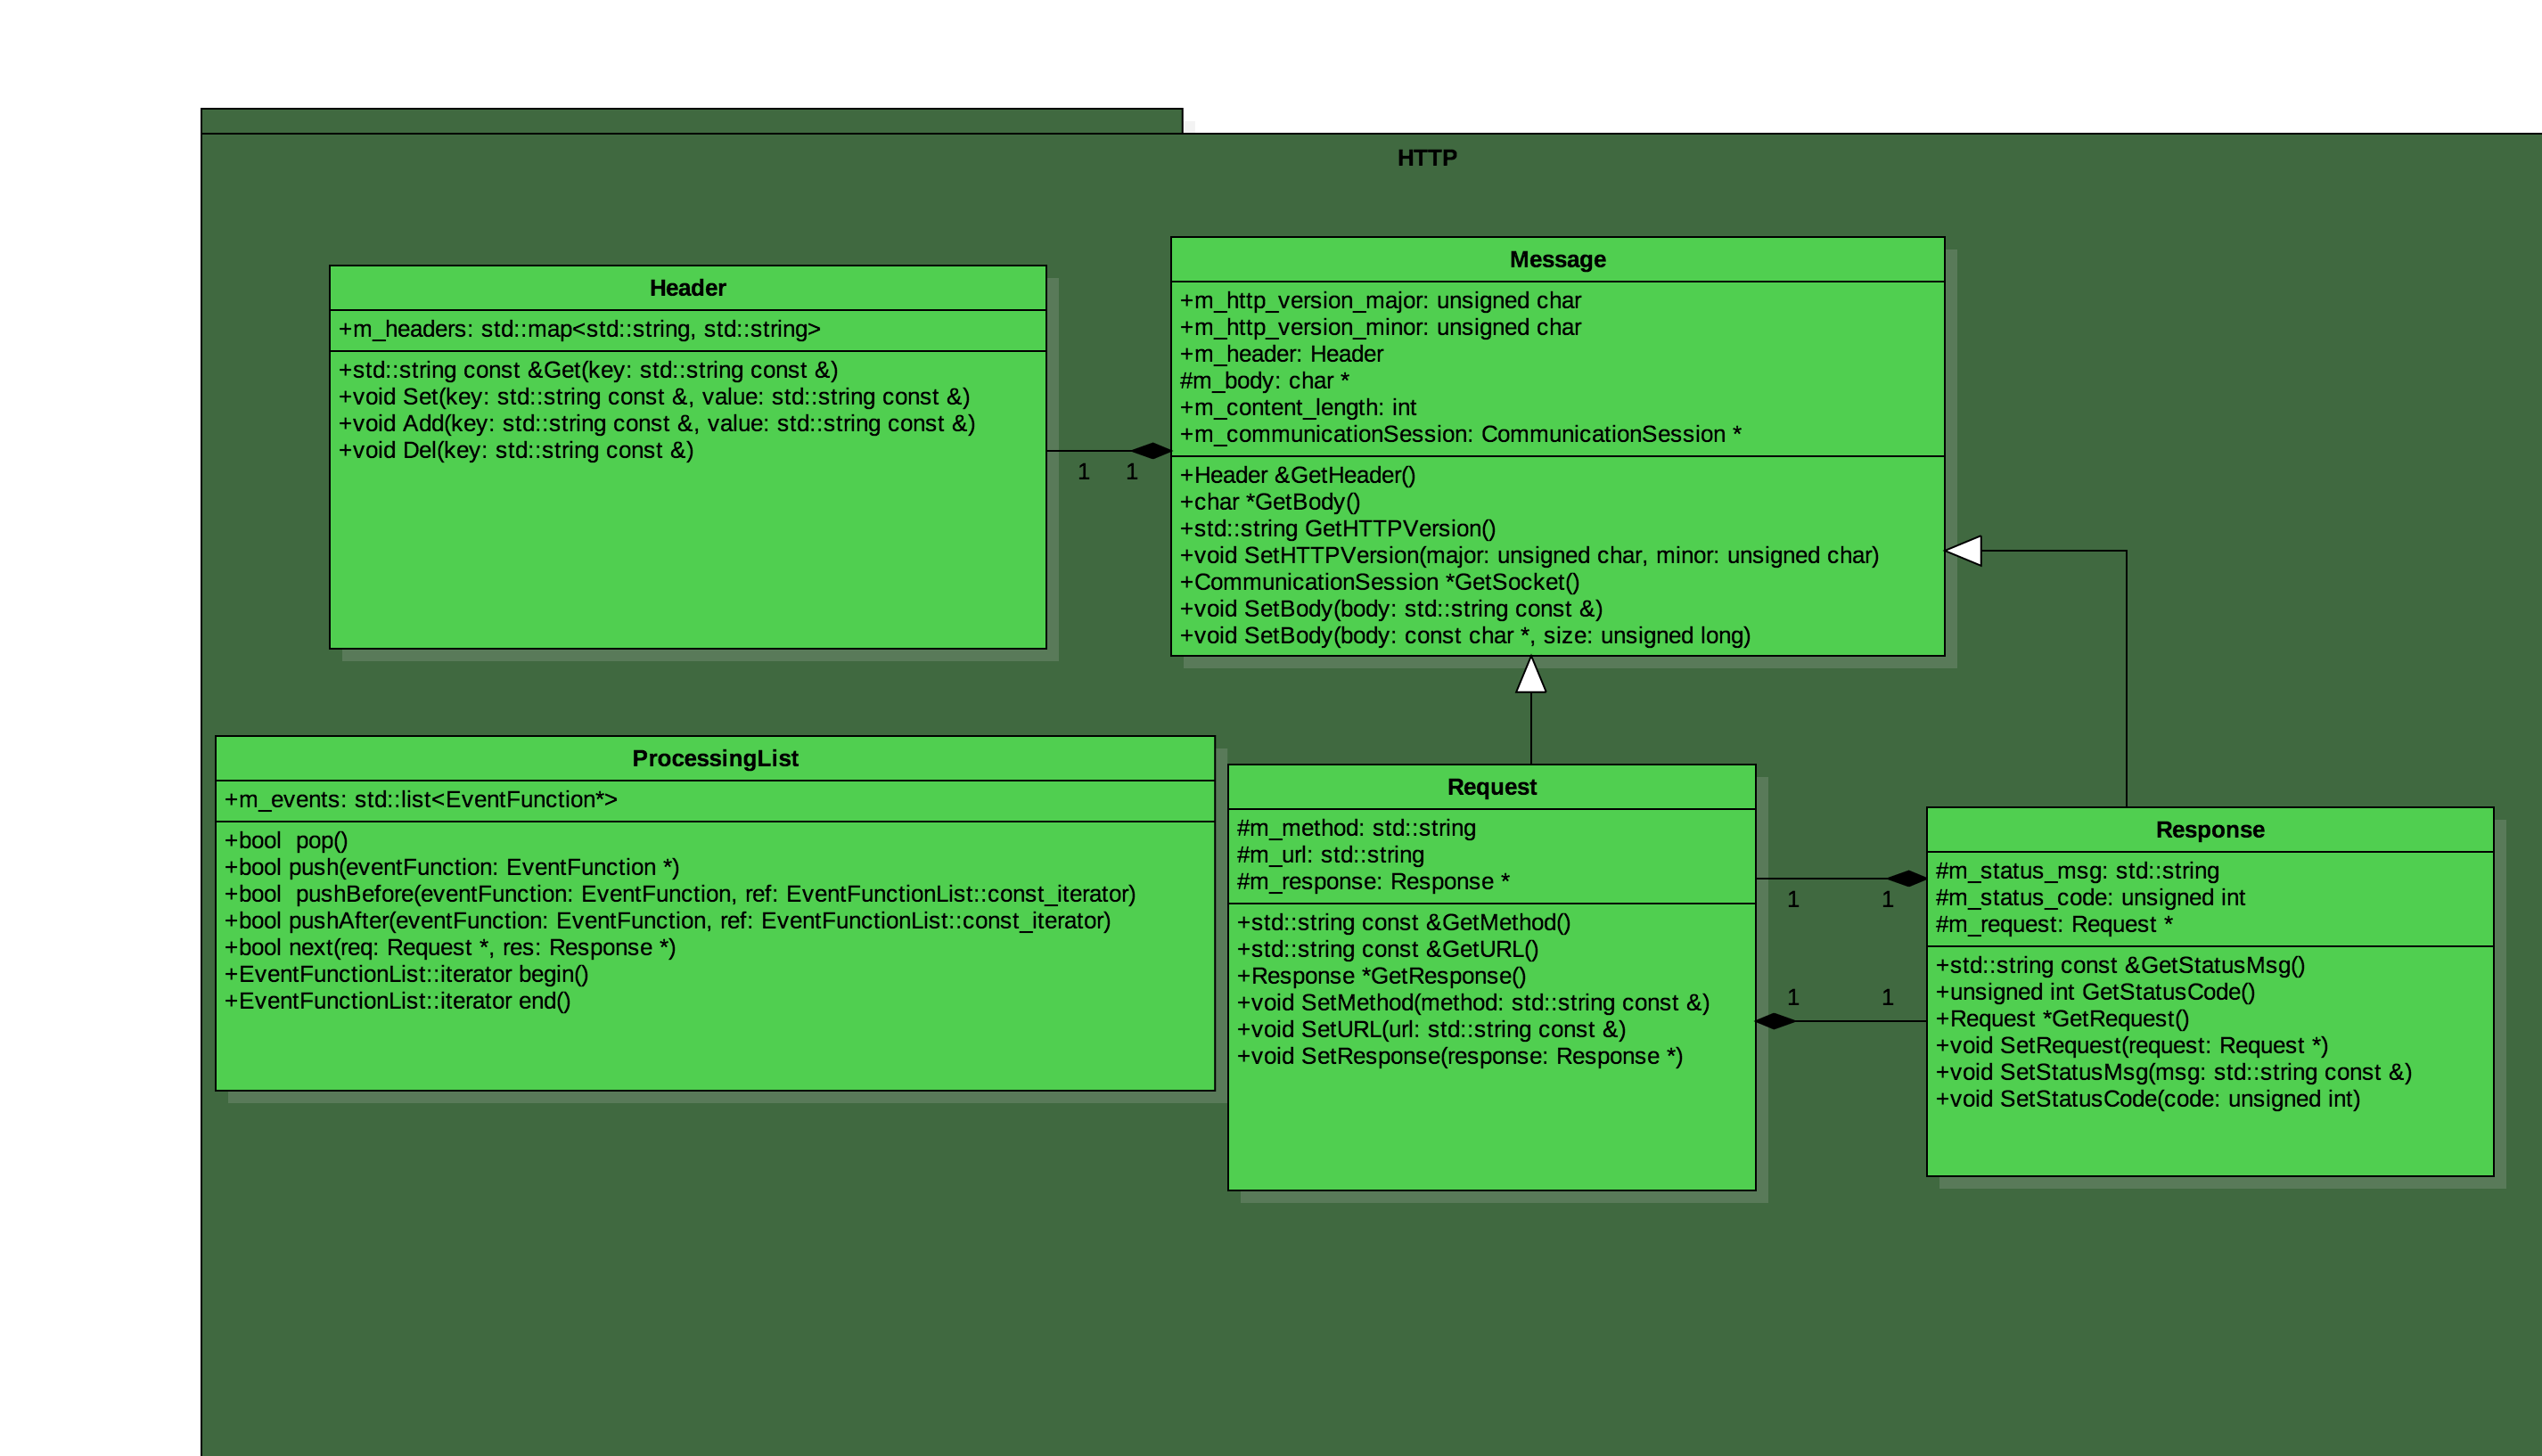 HTTP
Header
+m_headers: std::map<std::string, std::string>
+std::string const &Get(key: std::string const &)
+void Set(key: std::string const &, value: std::string const &)
+void Add(key: std::string const &, value: std::string const &)
+void Del(key: std::string const &)
1 1
Message
+m_http_version_major: unsigned char
+m_http_version_minor: unsigned char
+m_header: Header
#m_body: char *
+m_content_length: int
+m_communicationSession: CommunicationSession *
+Header &GetHeader()
+char *GetBody()
+std::string GetHTTPVersion()
+void SetHTTPVersion(major: unsigned char, minor: unsigned char)
+CommunicationSession *GetSocket()
+void SetBody(body: std::string const &)
+void SetBody(body: const char *, size: unsigned long)
ProcessingList
+m_events: std::list<EventFunction*>
+bool  pop()
+bool push(eventFunction: EventFunction *)
+bool  pushBefore(eventFunction: EventFunction, ref: EventFunctionList::const_iterator)
+bool pushAfter(eventFunction: EventFunction, ref: EventFunctionList::const_iterator)
+bool next(req: Request *, res: Response *)
+EventFunctionList::iterator begin()
+EventFunctionList::iterator end()
Request
#m_method: std::string
#m_url: std::string
#m_response: Response *
+std::string const &GetMethod()
+std::string const &GetURL()
+Response *GetResponse()
+void SetMethod(method: std::string const &)
+void SetURL(url: std::string const &)
+void SetResponse(response: Response *)
1 1
1 1
Response
#m_status_msg: std::string
#m_status_code: unsigned int
#m_request: Request *
+std::string const &GetStatusMsg()
+unsigned int GetStatusCode()
+Request *GetRequest()
+void SetRequest(request: Request *)
+void SetStatusMsg(msg: std::string const &)
+void SetStatusCode(code: unsigned int)